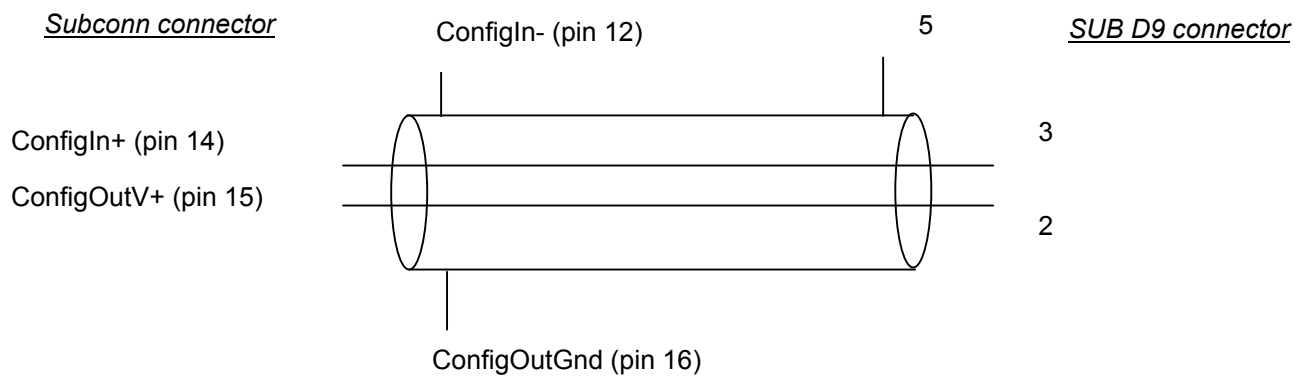 Subconn connector
ConfigIn- (pin 12)
5
SUB D9 connector
ConfigIn+ (pin 14)
3
ConfigOutV+ (pin 15)
2
ConfigOutGnd (pin 16)